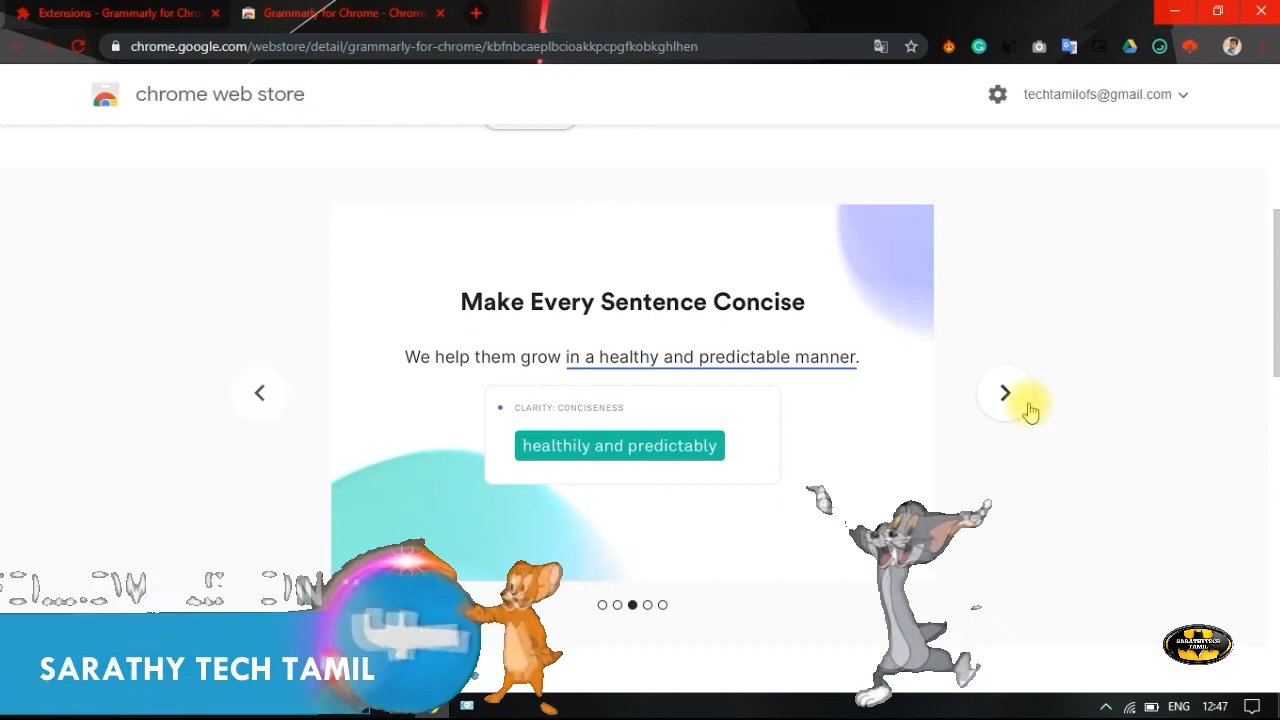 Extensions - Grammarly for Chro
Grammarly for Chrome - Chrome
chrome.google.com/webstore/detail/grammarly-for-chrome/kbfnbcaeplbcioakkpcpgfkobkghlhen
chrome web store
techtamilofs@gmail.com
Make Every Sentence Concise
We help them grow in a healthy and predictable manner.
CLARITY: CONCISENESS
healthily and predictably
SARATHY TECH TAMIL
SARATHYTECH
TAMIL
ENG
12:47